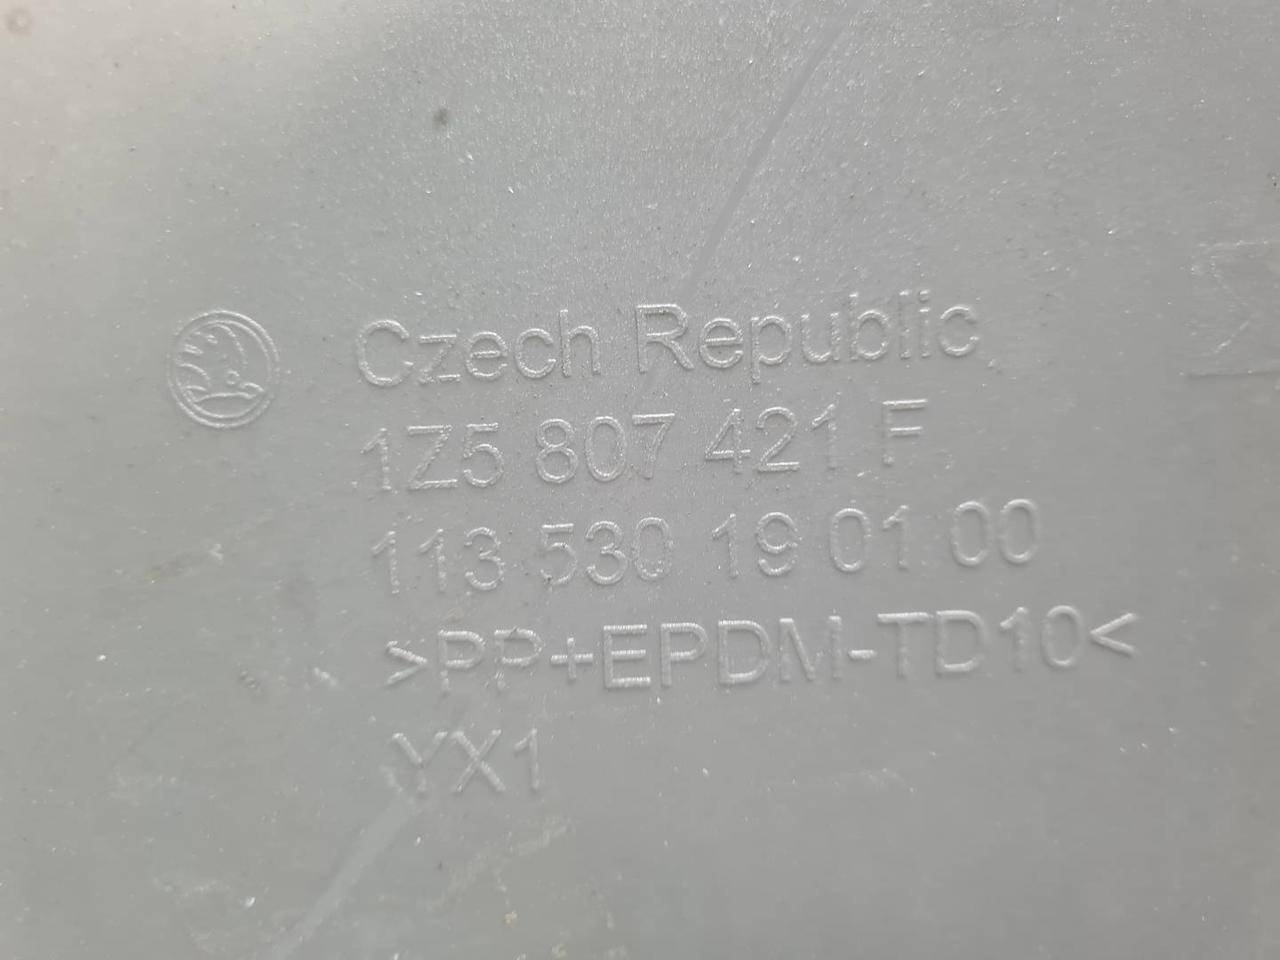 Czech Republic
1Z5 807 421 F
113 530 19 01 00
>PP+EPDM-TD10<
YX1